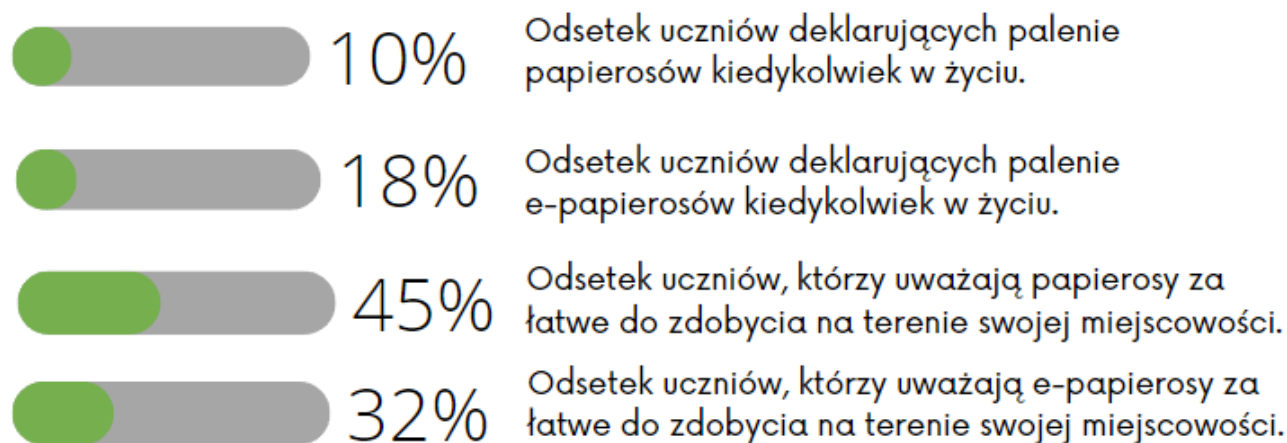 10%
Odsetek uczniów deklarujących palenie
papierosów kiedykolwiek w życiu.
18%
Odsetek uczniów deklarujących palenie
e-papierosów kiedykolwiek w życiu.
45%
Odsetek uczniów, którzy uważają papierosy za
łatwe do zdobycia na terenie swojej miejscowości.
32%
Odsetek uczniów, którzy uważają e-papierosy za
łatwe do zdobycia na terenie swojej miejscowości.